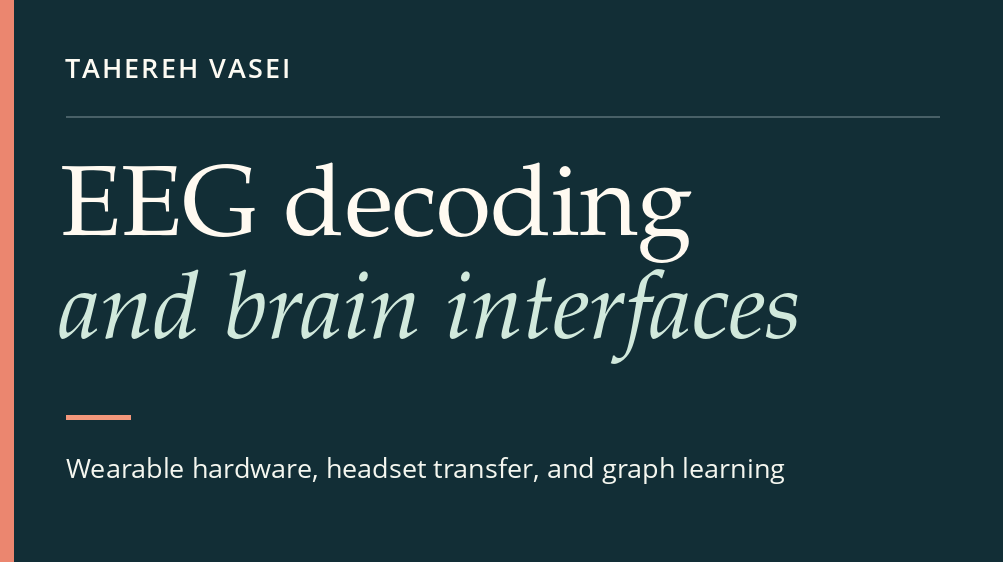 TAHEREH VASEI
EEG decoding
and brain interfaces
Wearable hardware, headset transfer, and graph learning